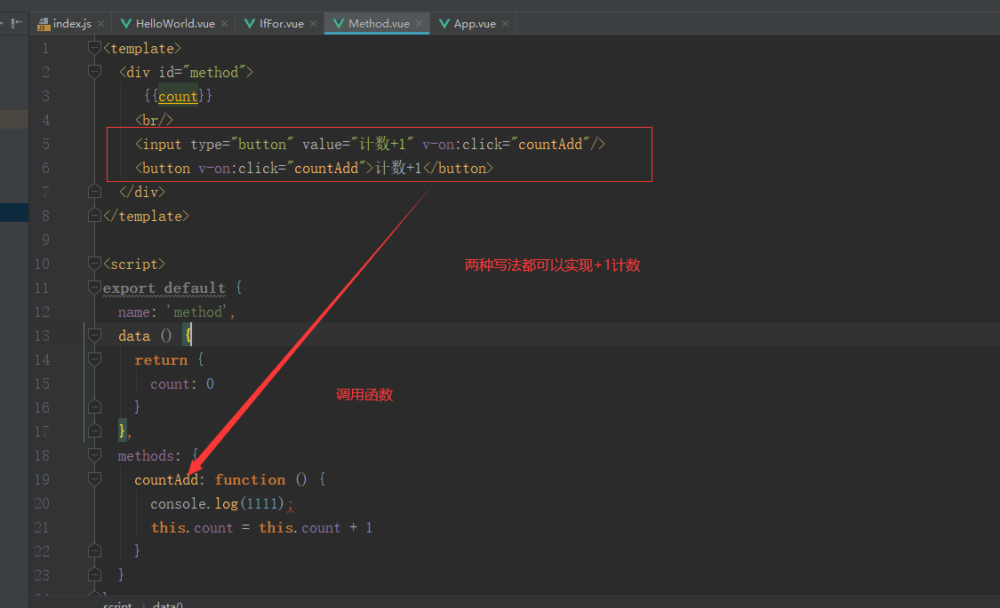 index.js HelloWorld.vue IfFor.vue Method.vue App.vue
1 <template>
2 <div id="method">
3 {{count}}
4 <br/>
5 <input type="button" value="计数+1" v-on:click="countAdd"/>
6 <button v-on:click="countAdd">计数+1</button>
7 </div>
8 </template>
9
10 <script>
两种写法都可以实现+1计数
11 export default {
12 name: 'method',
13 data () {
14 return {
15 count: 0
调用函数
16 }
17 },
18 methods: {
19 countAdd: function () {
20 console.log(1111);
21 this.count = this.count + 1
22 }
23 }
24 }
script › data()